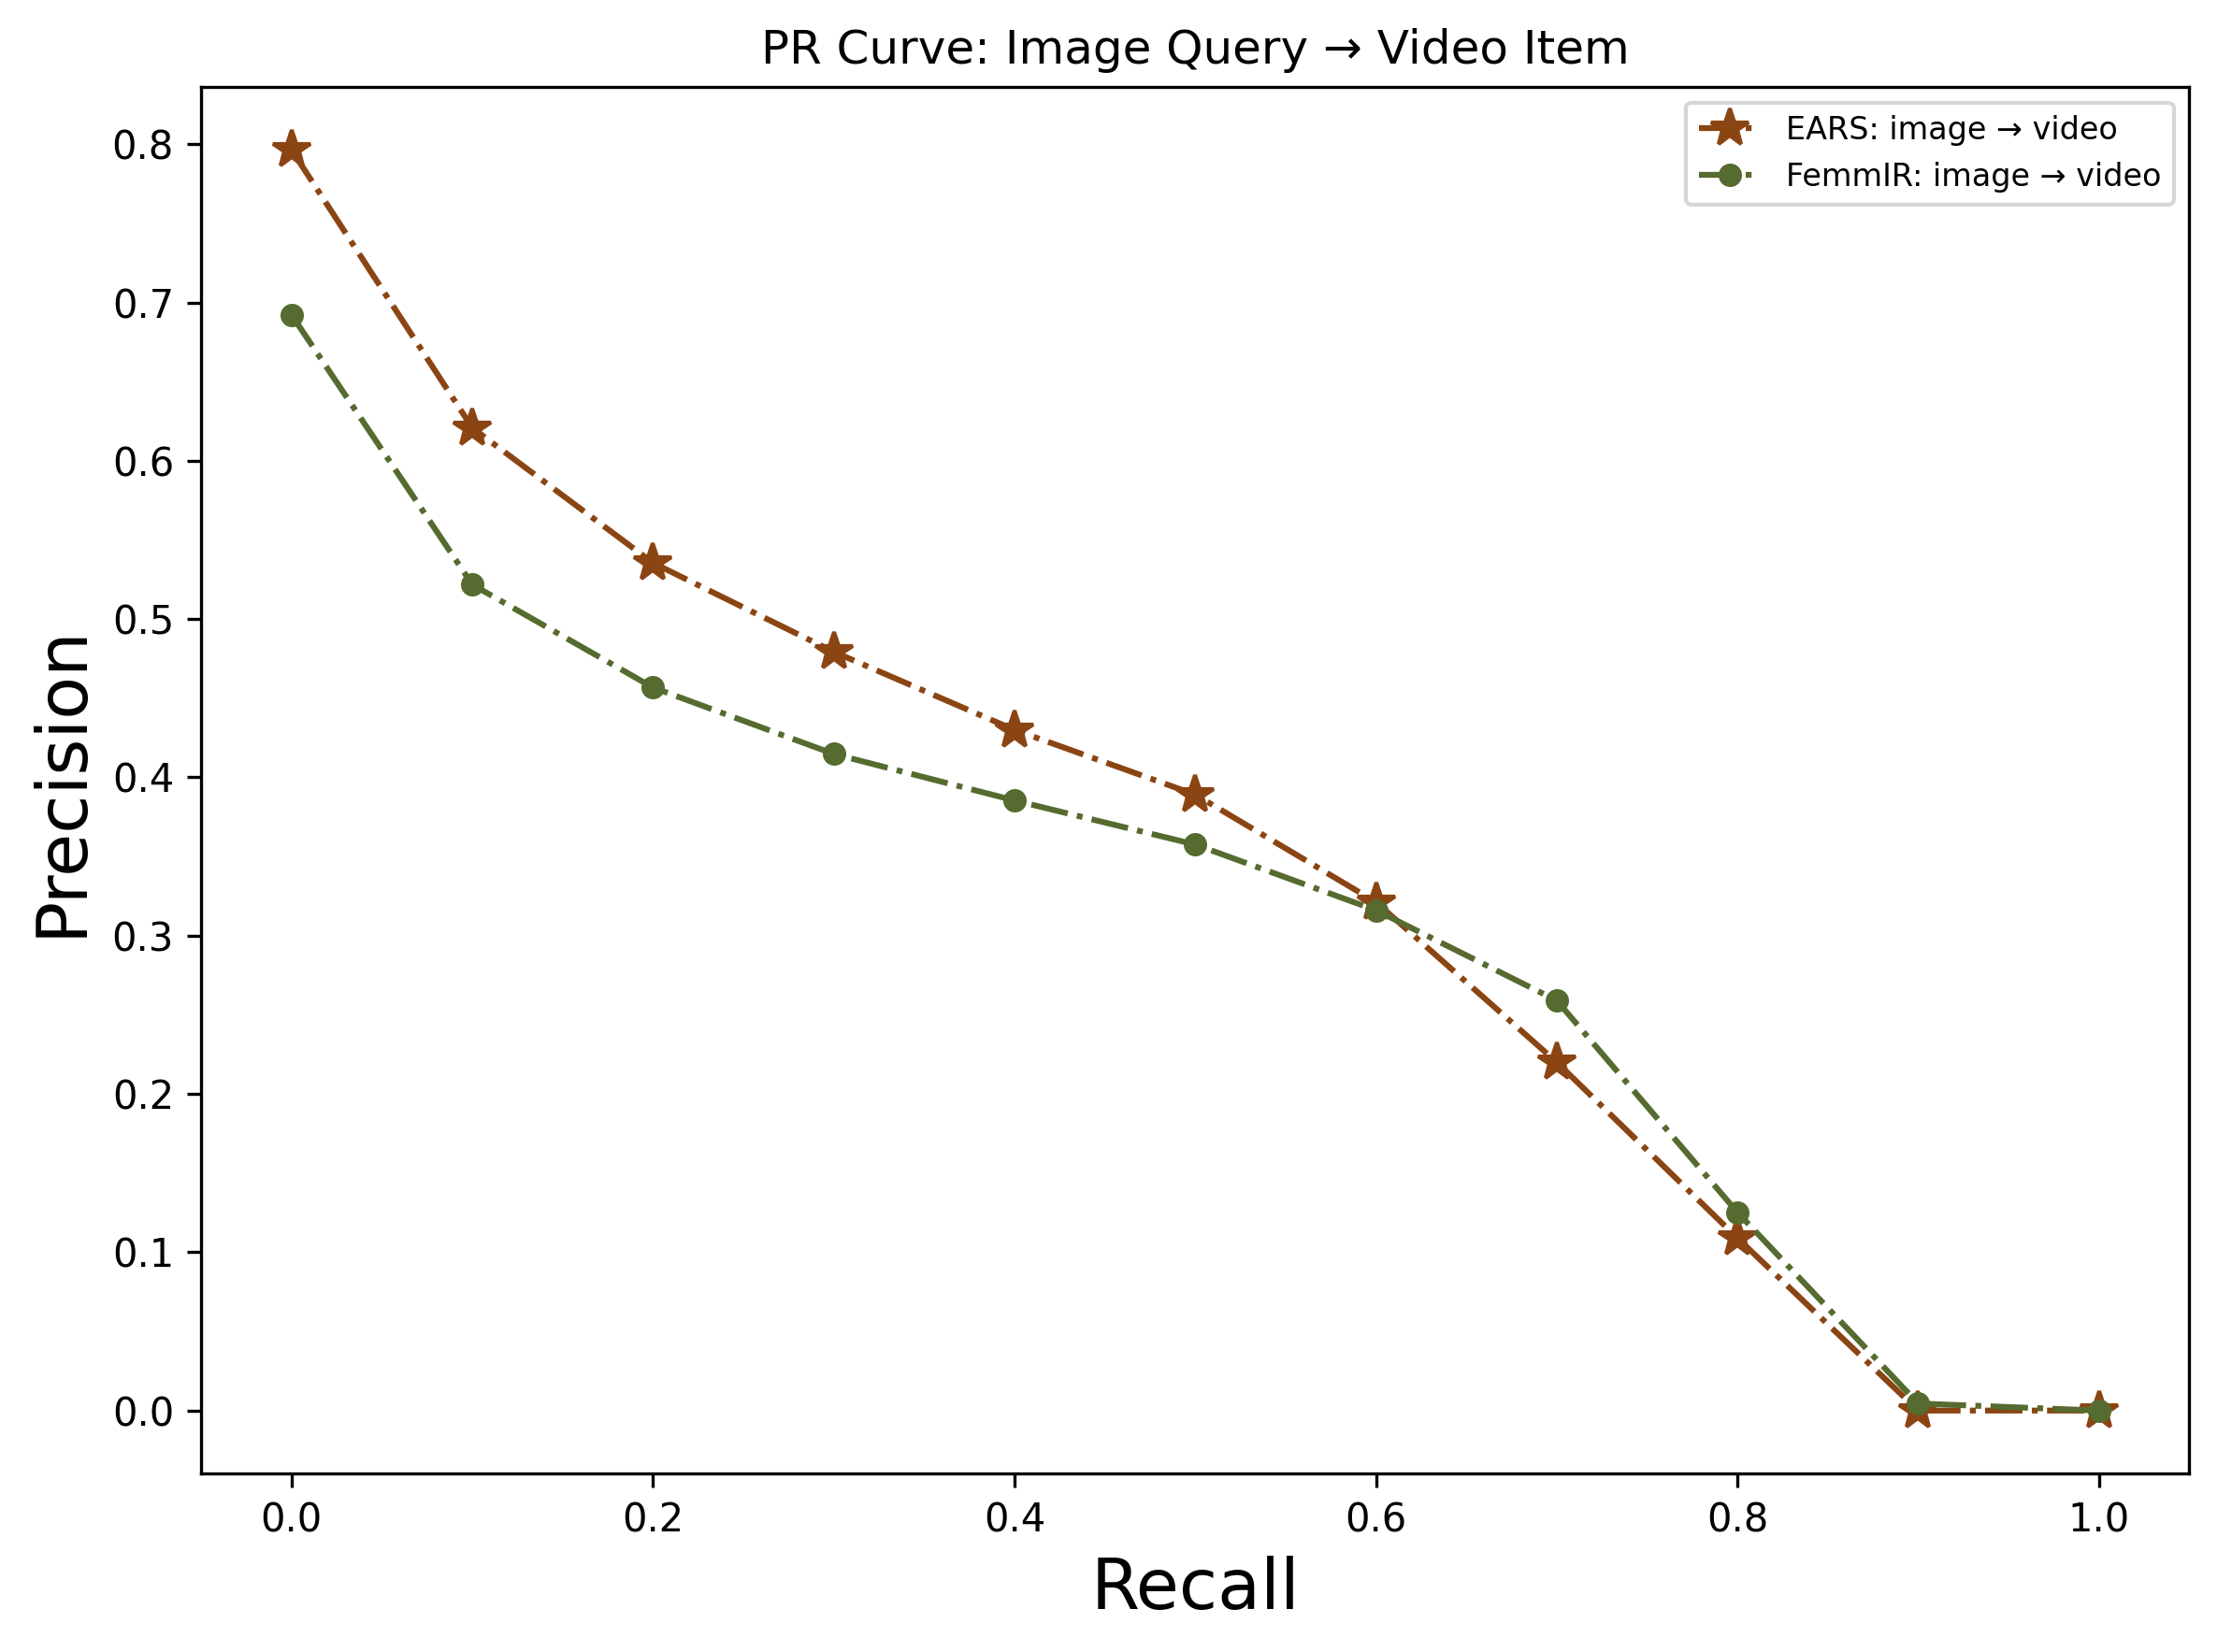 PR Curve: Image Query → Video Item
EARS: image → video
FemmIR: image → video
Precision
0.8
0.7
0.6
0.5
0.4
0.3
0.2
0.1
0.0
0.0 0.2 0.4 0.6 0.8 1.0
Recall